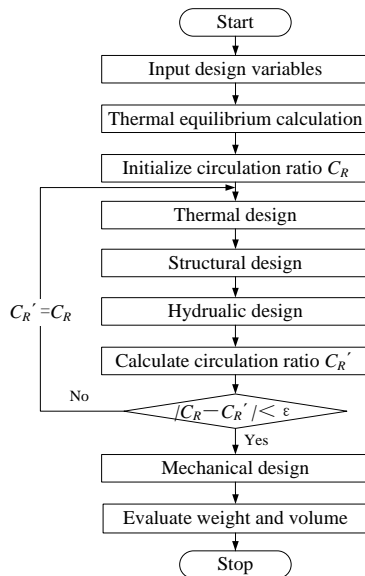 Start
Input design variables
Thermal equilibrium calculation
Initialize circulation ratio C_R
Thermal design
Structural design
Hydrualic design
C_R′=C_R
Calculate circulation ratio C_R′
No
|C_R−C_R′|< ε
Yes
Mechanical design
Evaluate weight and volume
Stop